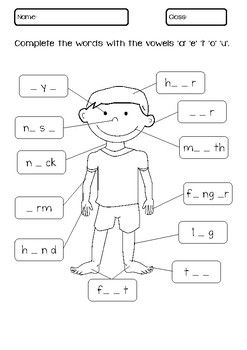 Name: Class:
Complete the words with the vowels 'a' 'e' 'i' 'o' 'u'.
_ y _
h _ _ r
n _ s _
_ _ r
m _ _ th
n _ ck
f _ ng _ r
_ rm
l _ g
h _ n d
t _ _
f _ _ t